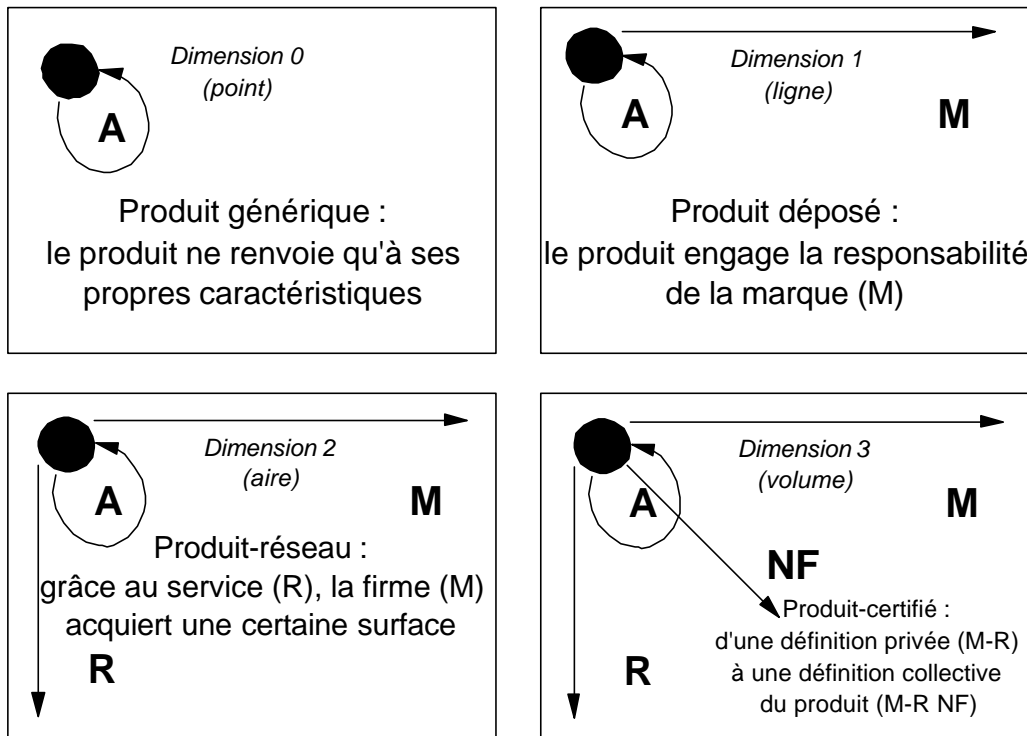 Dimension 0
(point)
A
Produit générique :
le produit ne renvoie qu'à ses
propres caractéristiques
Dimension 1
(ligne)
A
M
Produit déposé :
le produit engage la responsabilité
de la marque (M)
Dimension 2
(aire)
A
M
Produit-réseau :
grâce au service (R), la firme (M)
acquiert une certaine surface
R
Dimension 3
(volume)
A
M
NF
Produit-certifié :
d'une définition privée (M-R)
à une définition collective
du produit (M-R NF)
R